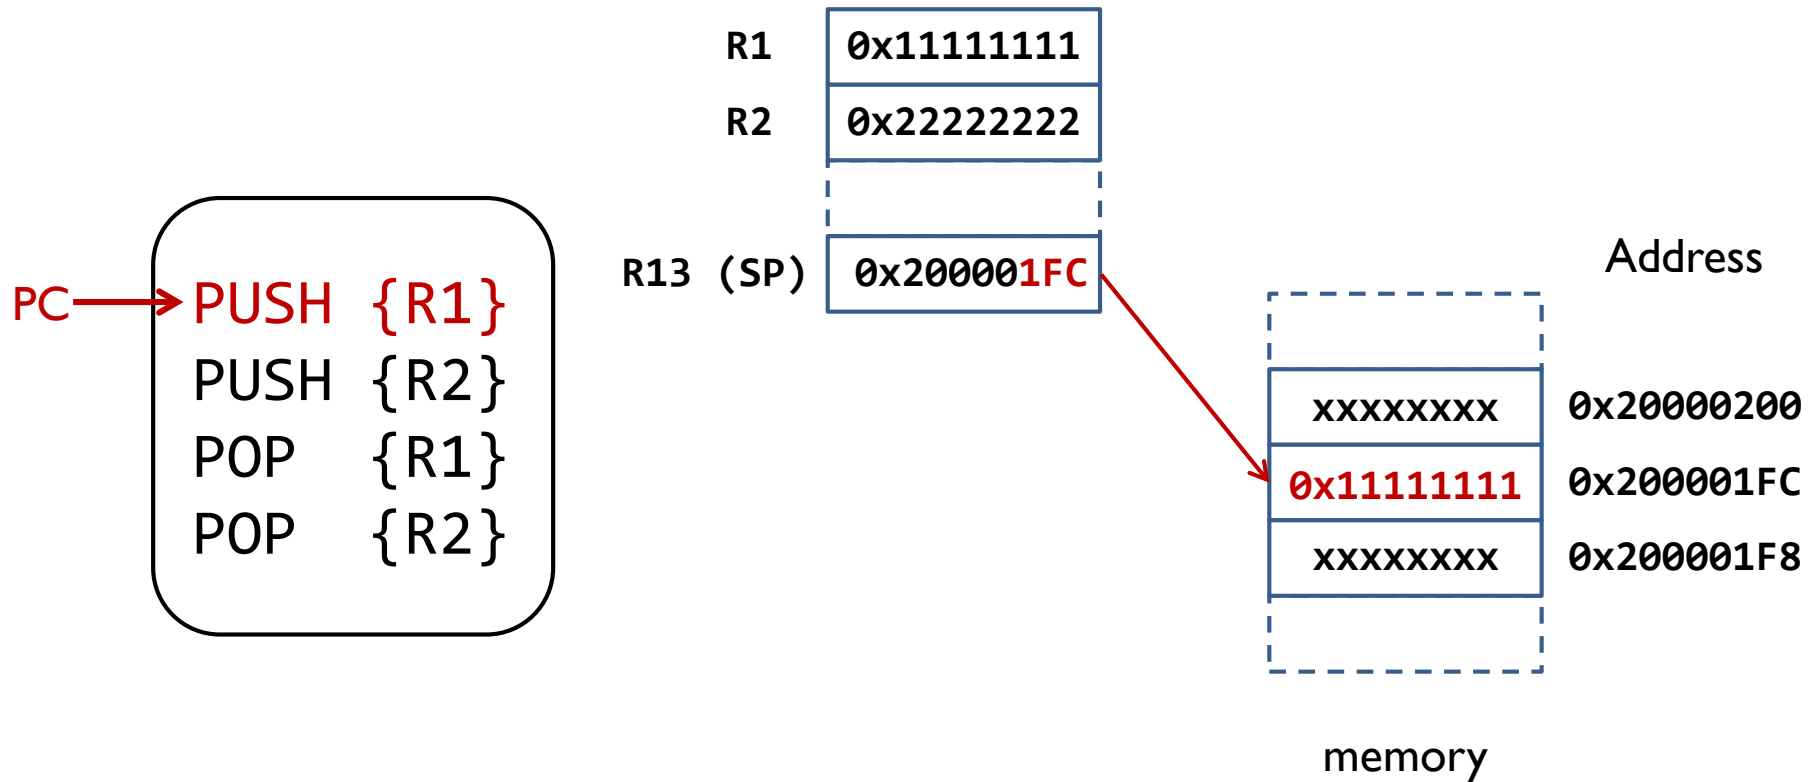 PC
PUSH {R1}
PUSH {R2}
POP {R1}
POP {R2}
R1 0x11111111
R2 0x22222222
R13 (SP) 0x200001FC
Address
xxxxxxxx 0x20000200
0x11111111 0x200001FC
xxxxxxxx 0x200001F8
memory